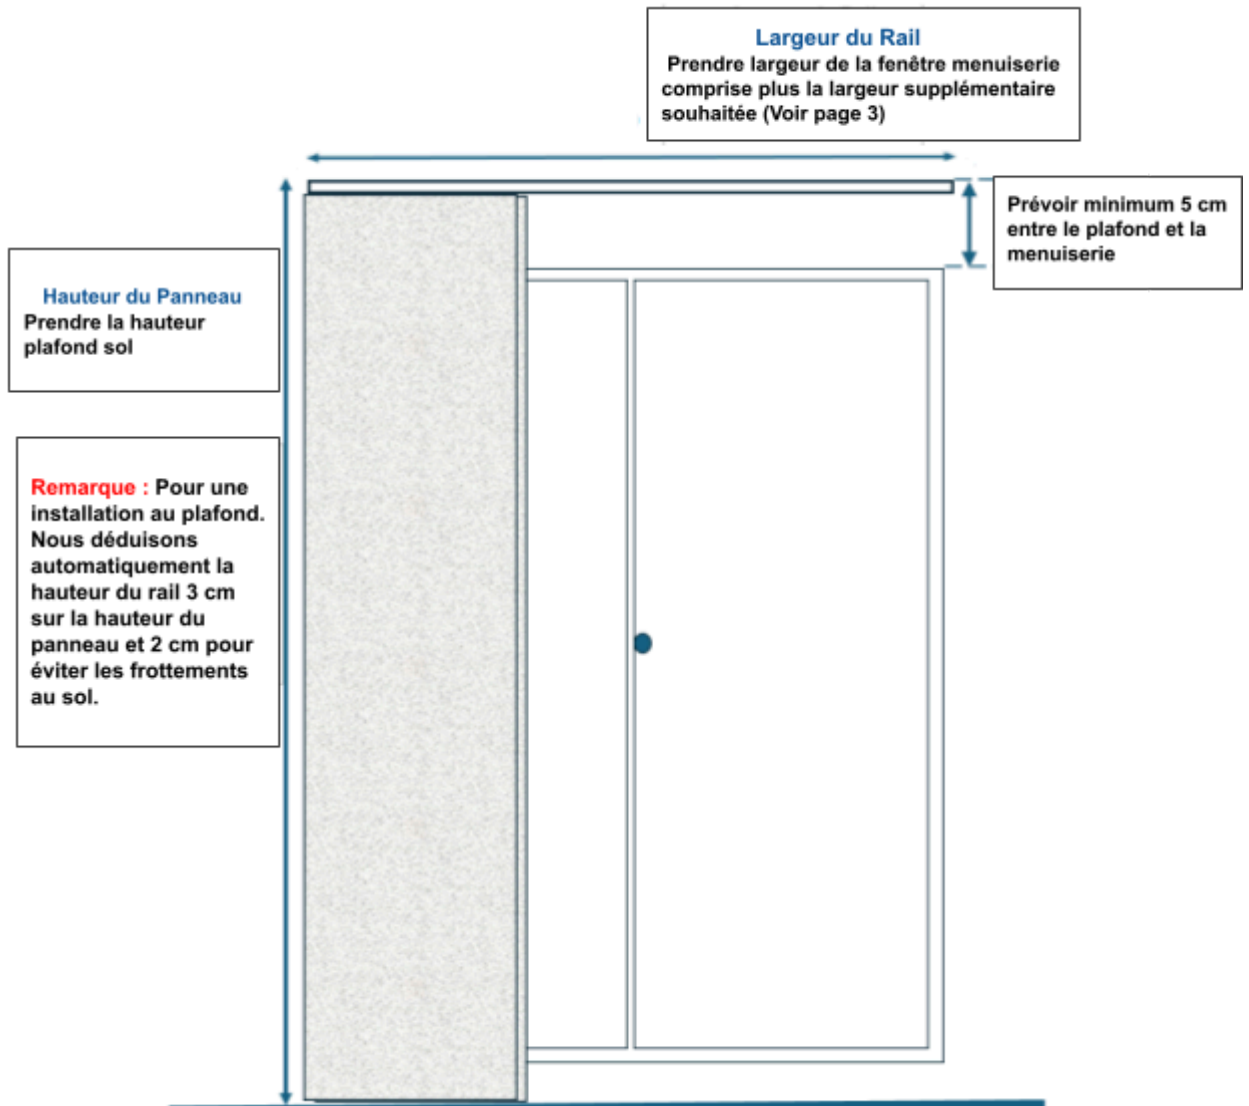 Largeur du Rail
Prendre largeur de la fenêtre menuiserie
comprise plus la largeur supplémentaire
souhaitée (Voir page 3)
Prévoir minimum 5 cm
entre le plafond et la
menuiserie
Hauteur du Panneau
Prendre la hauteur
plafond sol
Remarque : Pour une
installation au plafond.
Nous déduisons
automatiquement la
hauteur du rail 3 cm
sur la hauteur du
panneau et 2 cm pour
éviter les frottements
au sol.